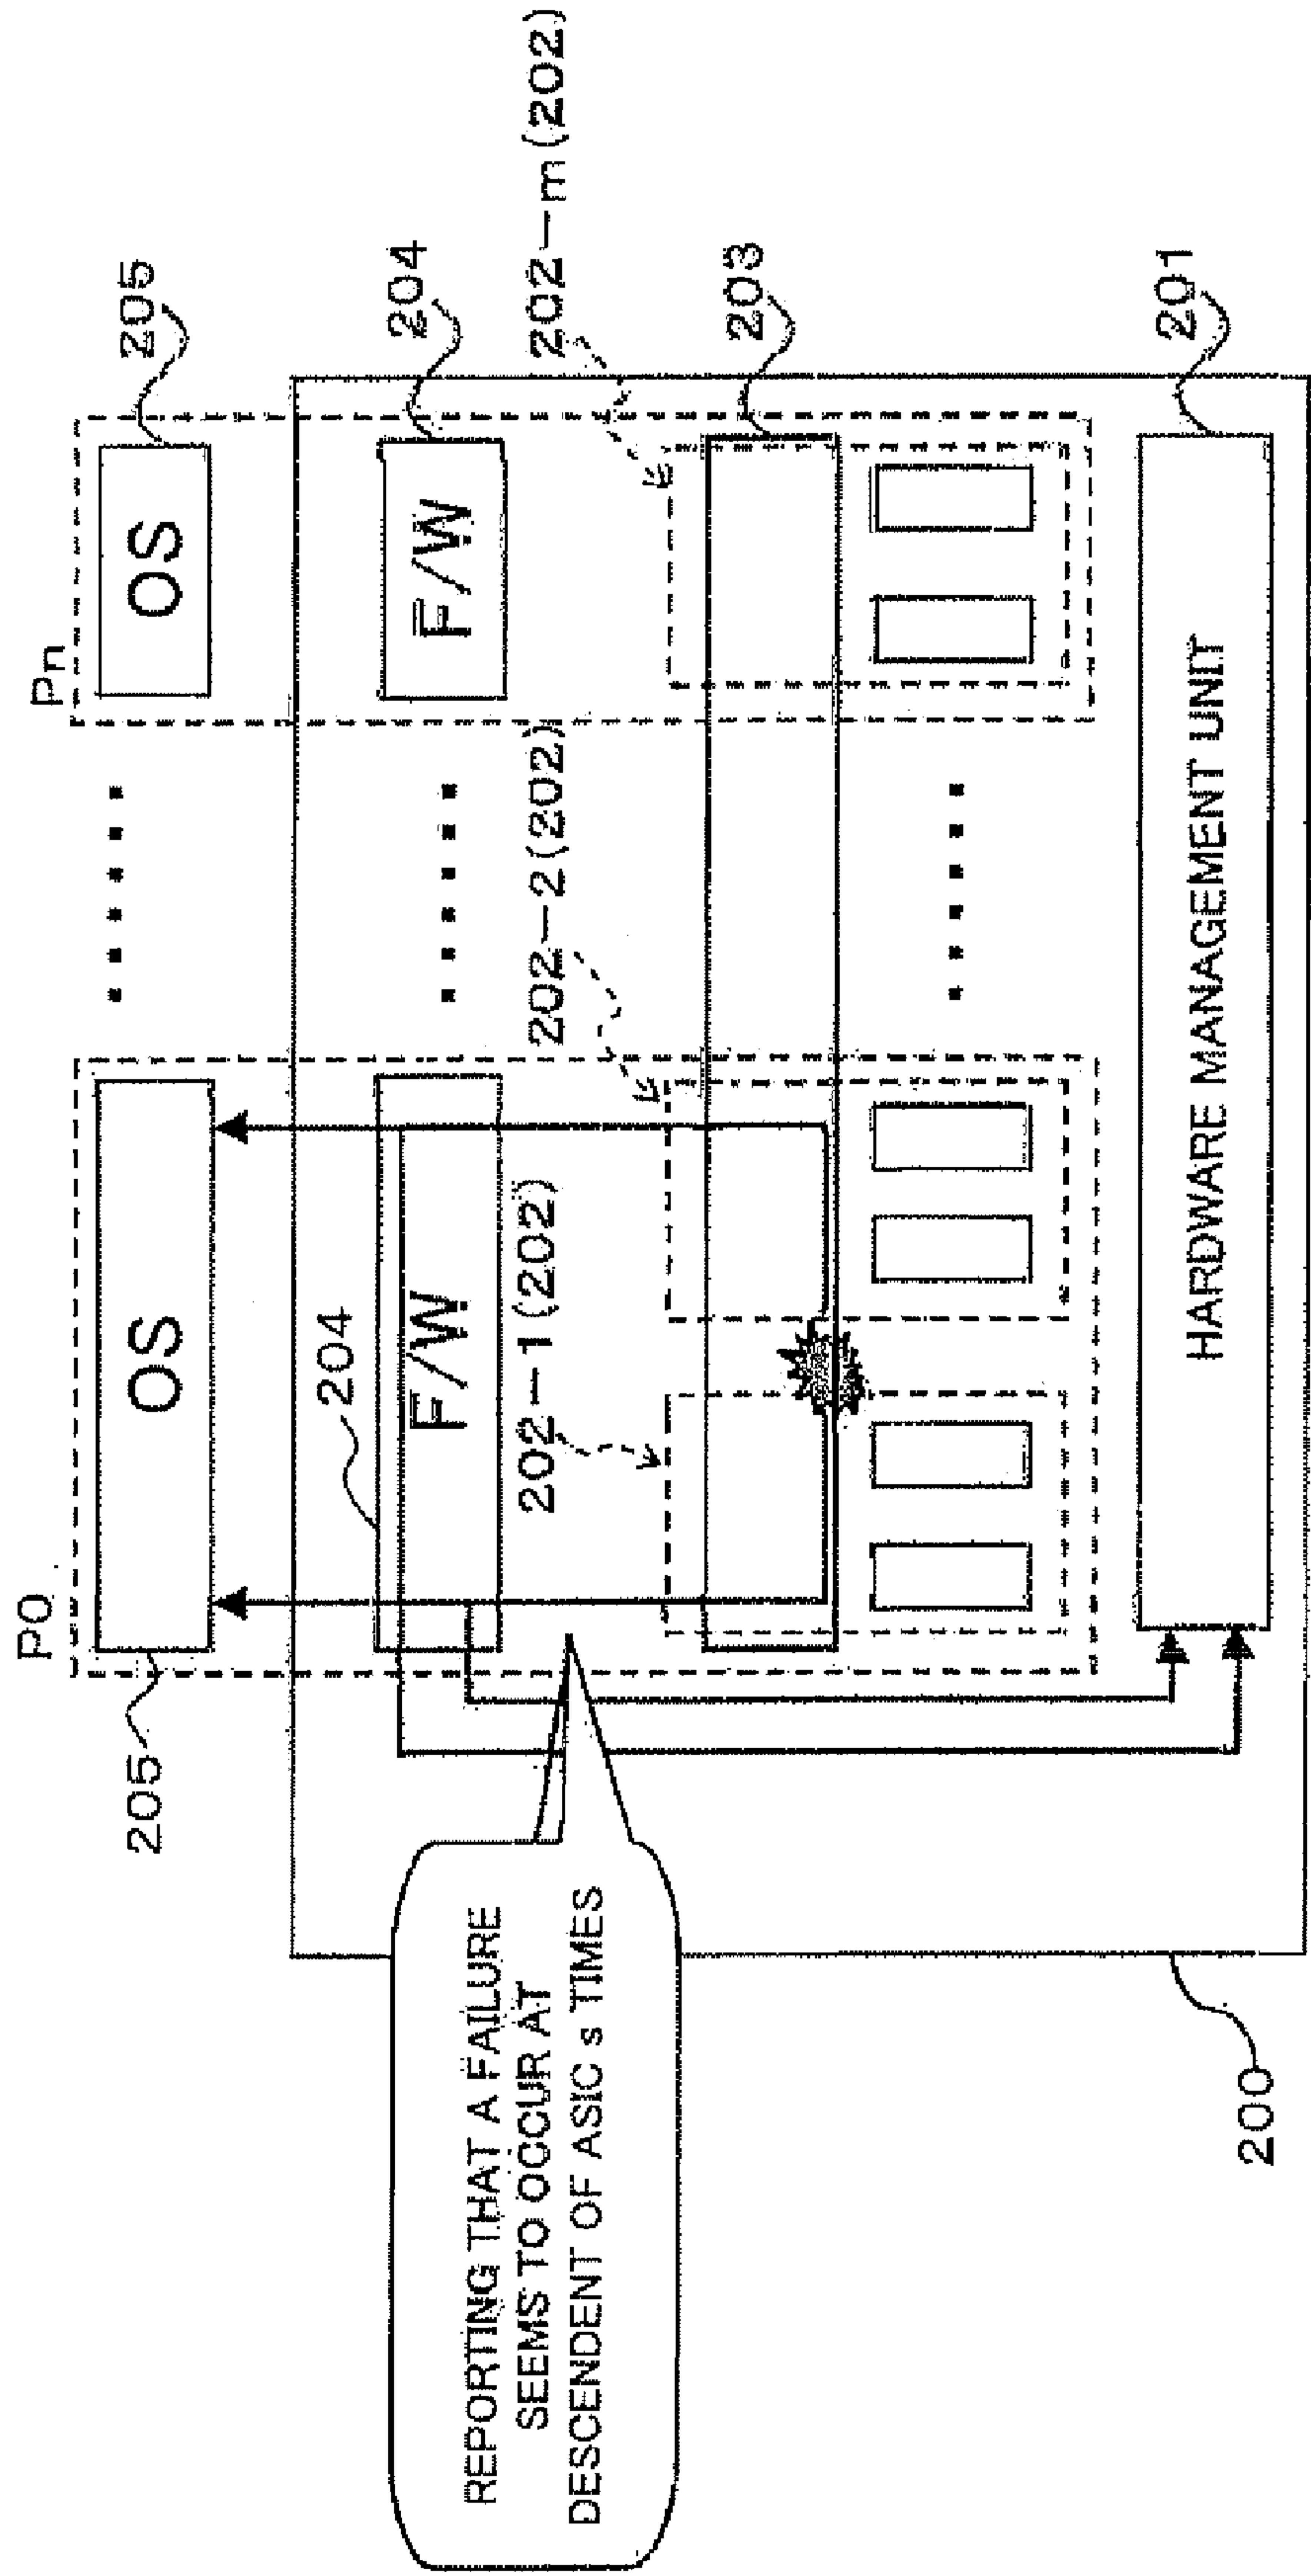 P0
Pn
205
OS
OS
205
204
F/W
F/W
204
REPORTING THAT A FAILURE
SEEMS TO OCCUR AT
DESCENDENT OF ASIC s TIMES
202-1(202)
202-2(202)
202-m(202)
203
HARDWARE MANAGEMENT UNIT
201
200